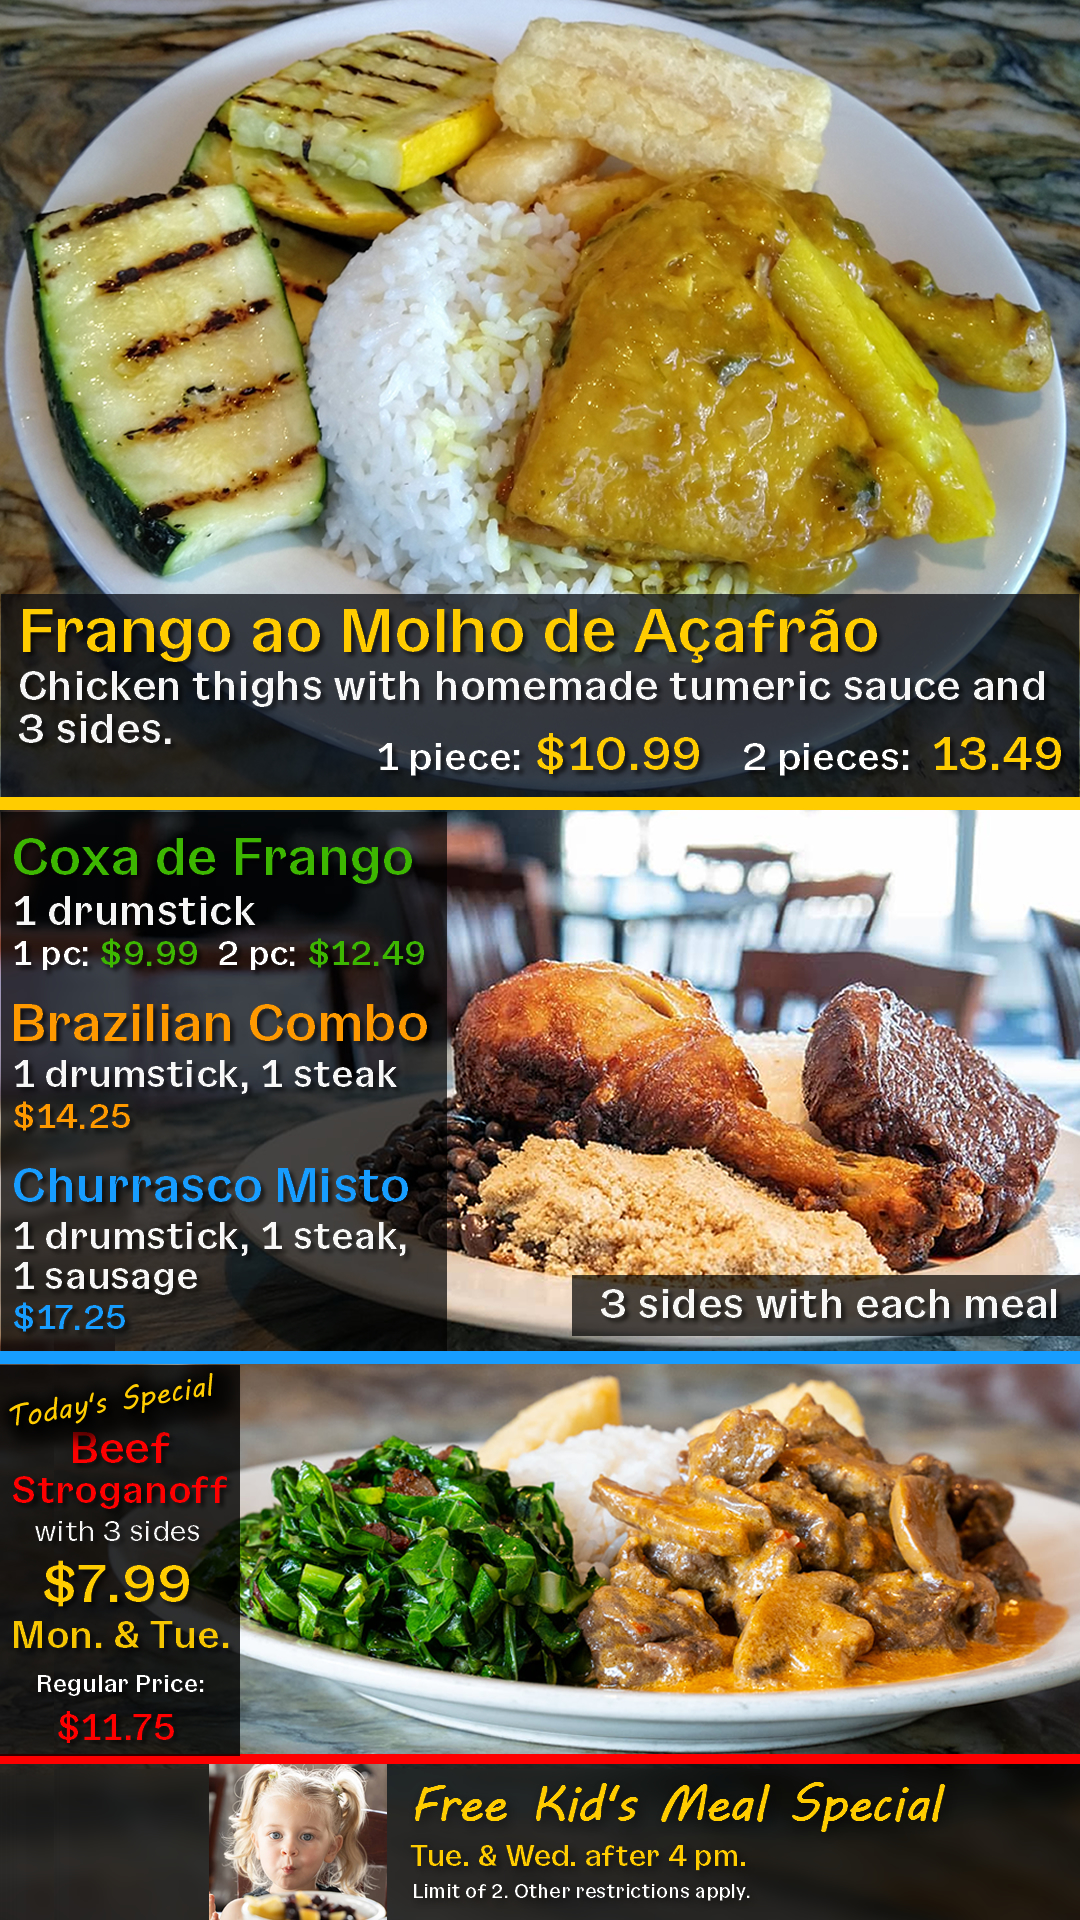 Frango ao Molho de Açafrão
Chicken thighs with homemade tumeric sauce and
3 sides.
1 piece: $10.99 2 pieces: 13.49
Coxa de Frango
1 drumstick
1 pc: $9.99 2 pc: $12.49
Brazilian Combo
1 drumstick, 1 steak
$14.25
Churrasco Misto
1 drumstick, 1 steak,
1 sausage
$17.25
3 sides with each meal
Today's Special
Beef
Stroganoff
with 3 sides
$7.99
Mon. & Tue.
Regular Price:
$11.75
Free Kid's Meal Special
Tue. & Wed. after 4 pm.
Limit of 2. Other restrictions apply.